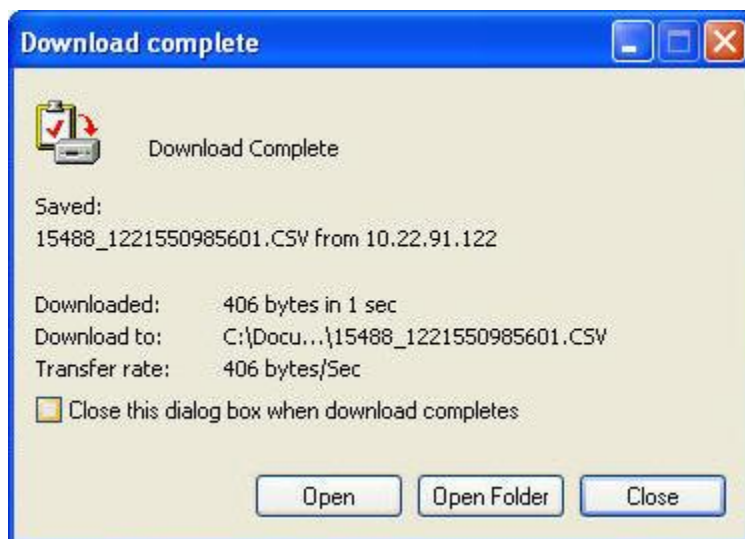 Download complete
Download Complete
Saved:
15488_1221550985601.CSV from 10.22.91.122
Downloaded: 406 bytes in 1 sec
Download to: C:\Docu...\15488_1221550985601.CSV
Transfer rate: 406 bytes/Sec
Close this dialog box when download completes
Open Open Folder Close